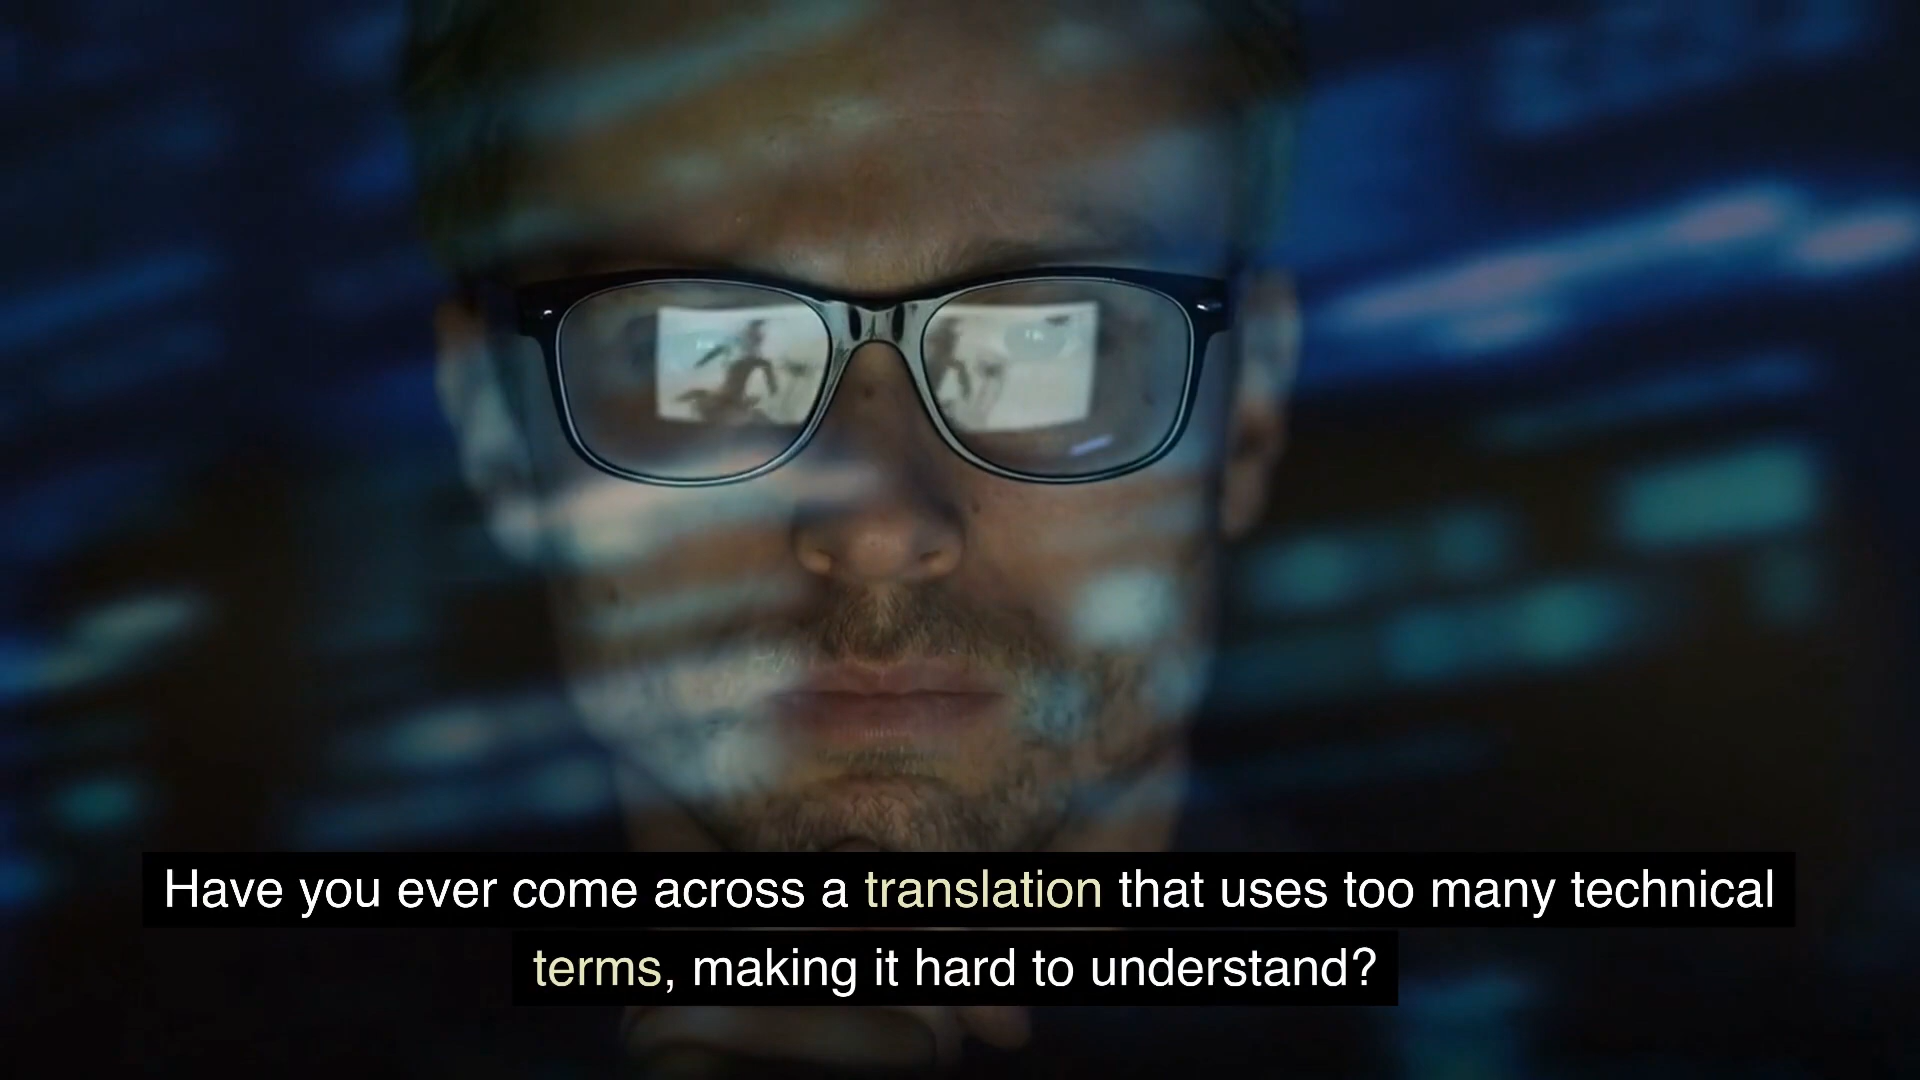 Have you ever come across a translation that uses too many technical
terms, making it hard to understand?